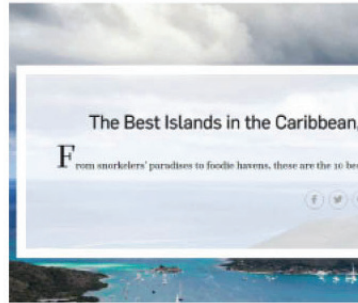 The Best Islands in the Caribbean,
From snorkelers' paradises to foodie havens, these are the 10 be